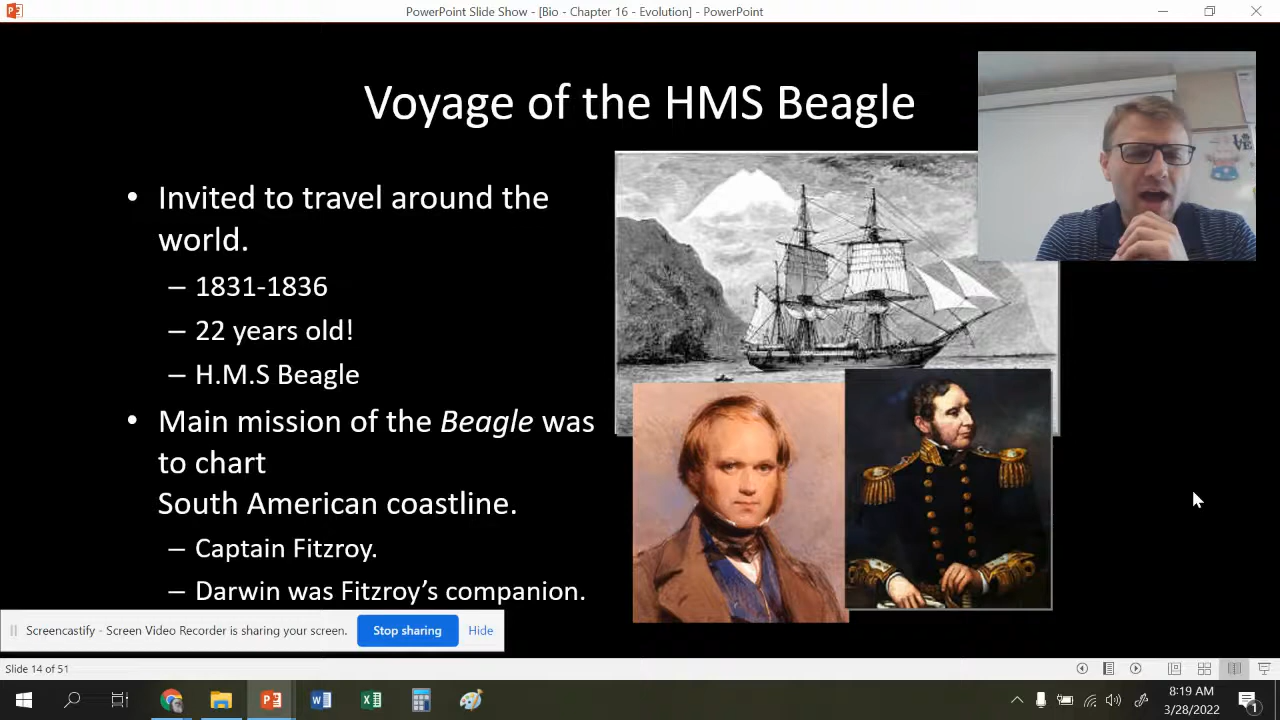 PowerPoint Slide Show - [Bio - Chapter 16 - Evolution] - PowerPoint
Voyage of the HMS Beagle
• Invited to travel around the
world.
– 1831-1836
– 22 years old!
– H.M.S Beagle
• Main mission of the Beagle was
to chart
South American coastline.
– Captain Fitzroy.
– Darwin was Fitzroy's companion.
Screencastify - Screen Video Recorder is sharing your screen. Stop sharing Hide
Slide 14 of 51
8:19 AM
3/28/2022